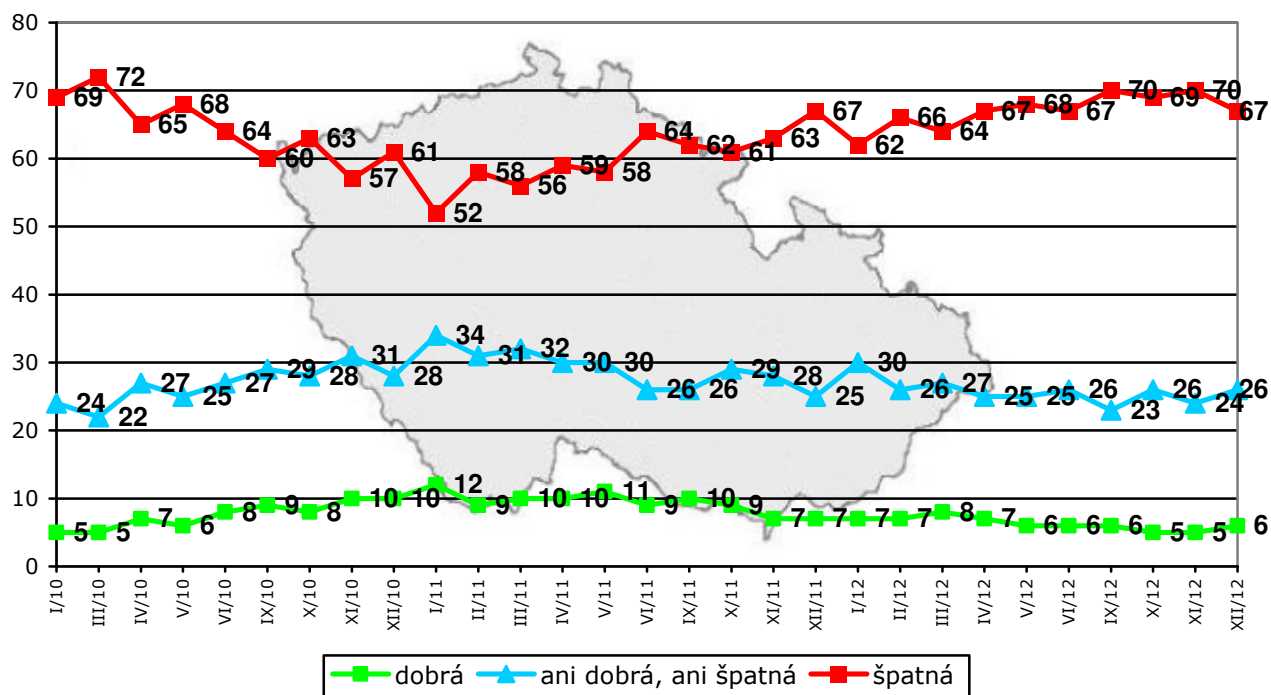 80
70
60
50
40
30
20
10
0
69 72 65 68 64 60 63 57 61 52 58 56 59 58 64 62 61 63 67 62 66 64 67 68 67 70 69 70 67
24 22 27 25 27 29 28 31 28 34 31 32 30 30 26 26 29 28 25 30 26 27 25 25 26 23 26 24 26
5 5 7 6 8 9 8 10 10 12 9 10 10 11 9 10 9 7 7 7 7 8 7 6 6 6 5 5 6
I/10 III/10 IV/10 V/10 VI/10 IX/10 X/10 XI/10 XII/10 I/11 II/11 III/11 IV/11 V/11 VI/11 IX/11 X/11 XI/11 XII/11 I/12 II/12 III/12 IV/12 V/12 VI/12 IX/12 X/12 XI/12 XII/12
dobrá ani dobrá, ani špatná špatná